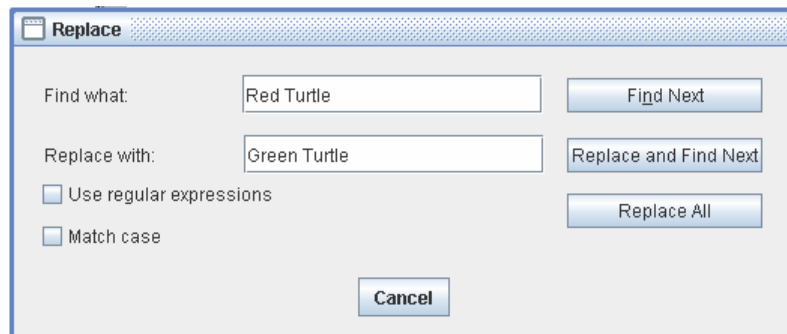 Replace
Find what: Red Turtle Find Next
Replace with: Green Turtle Replace and Find Next
Use regular expressions
Replace All
Match case
Cancel